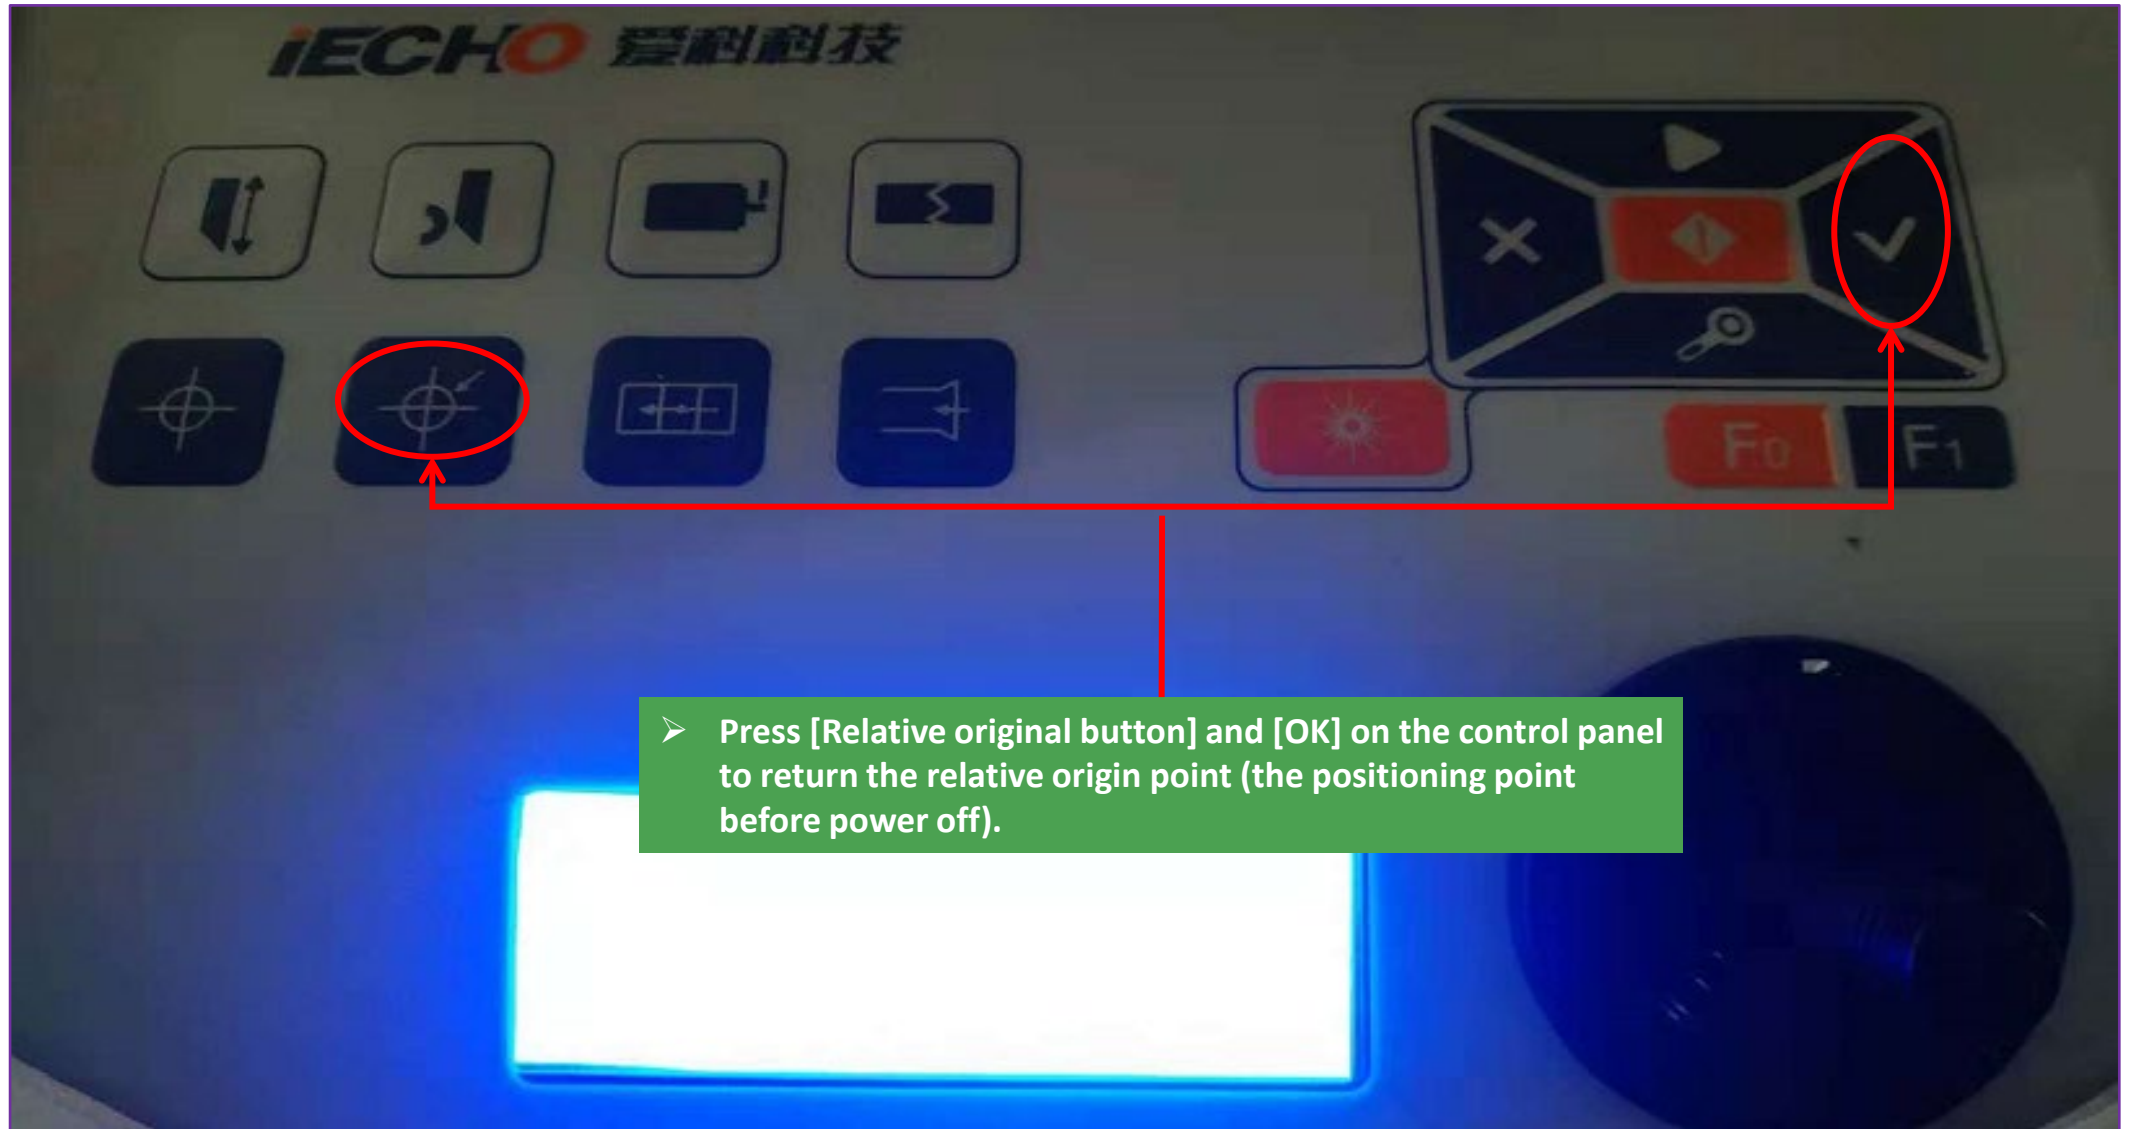 iECHO 爱科科技
F0 F1
Press [Relative original button] and [OK] on the control panel
to return the relative origin point (the positioning point
before power off).